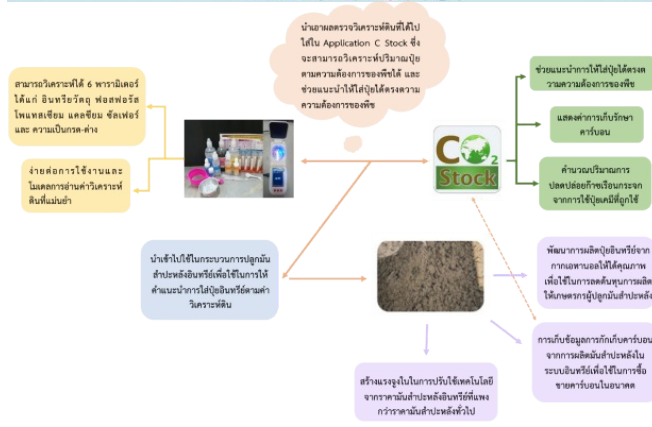 นำเอาผลตรวจวิเคราะห์ดินที่ได้ไป
ใส่ใน Application C Stock ซึ่ง
จะสามารถวิเคราะห์ปริมาณปุ๋ย
ตามความต้องการของพืชได้ และ
ช่วยแนะนำให้ใส่ปุ๋ยได้ตรงความ
ความต้องการของพืช
สามารถวิเคราะห์ได้ 6 พารามิเตอร์
ได้แก่ อินทรียวัตถุ ฟอสฟอรัส
โพแทสเซียม แคลเซียม ซัลเฟอร์
และ ความเป็นกรด-ด่าง
ง่ายต่อการใช้งานและ
โมเดลการอ่านค่าวิเคราะห์
ดินที่แม่นยำ
CO2
Stock
ช่วยแนะนำการให้ใส่ปุ๋ยได้ตรงต
วามความต้องการของพืช
แสดงค่าการเก็บรักษา
คาร์บอน
คำนวณปริมาณการ
ปลดปล่อยก๊าซเรือนกระจก
จากการใช้ปุ๋ยเคมีที่ถูกใช้
นำเข้าไปใช้ในกระบวนการปลูกมัน
สำปะหลังอินทรีย์เพื่อใช้ในการให้
คำแนะนำการใส่ปุ๋ยอินทรีย์ตามค่า
วิเคราะห์ดิน
พัฒนาการผลิตปุ๋ยอินทรีย์จาก
กากเอทานอลให้ได้คุณภาพ
เพื่อใช้ในการลดต้นทุนการผลิต
ให้เกษตรกรผู้ปลูกมันสำปะหลัง
การเก็บข้อมูลการกักเก็บคาร์บอน
จากการผลิตมันสำปะหลังใน
ระบบอินทรีย์เพื่อใช้ในการซื้อ
ขายคาร์บอนในอนาคต
สร้างแรงจูงในในการปรับใช้เทคโนโลยี
จากราคามันสำปะหลังอินทรีย์ที่แพง
กว่าราคามันสำปะหลังทั่วไป